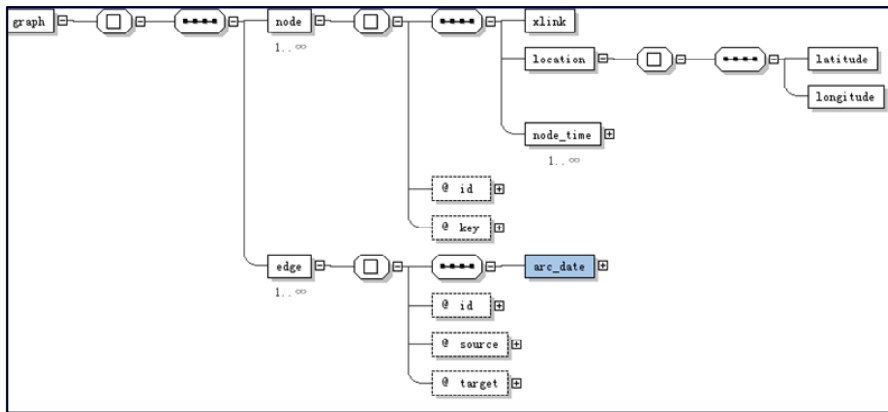 graph
node
1..∞
xlink
location
latitude
longitude
node_time
1..∞
@ id
@ key
edge
1..∞
arc_date
@ id
@ source
@ target